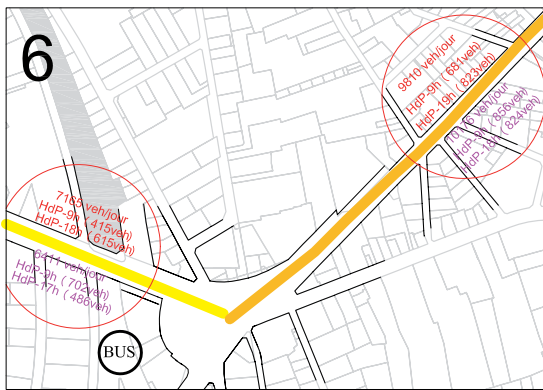 6
9810 veh/jour
HdP-9h ( 681veh)
HdP-19h ( 823veh)
veh/jour
HdP-9h ( 856veh)
HdP-18h ( 824veh)
7165 veh/jour
HdP-9h ( 415veh)
HdP-18h ( 615veh)
6411 veh/jour
HdP-9h ( 702veh)
HdP-17h ( 486veh)
BUS